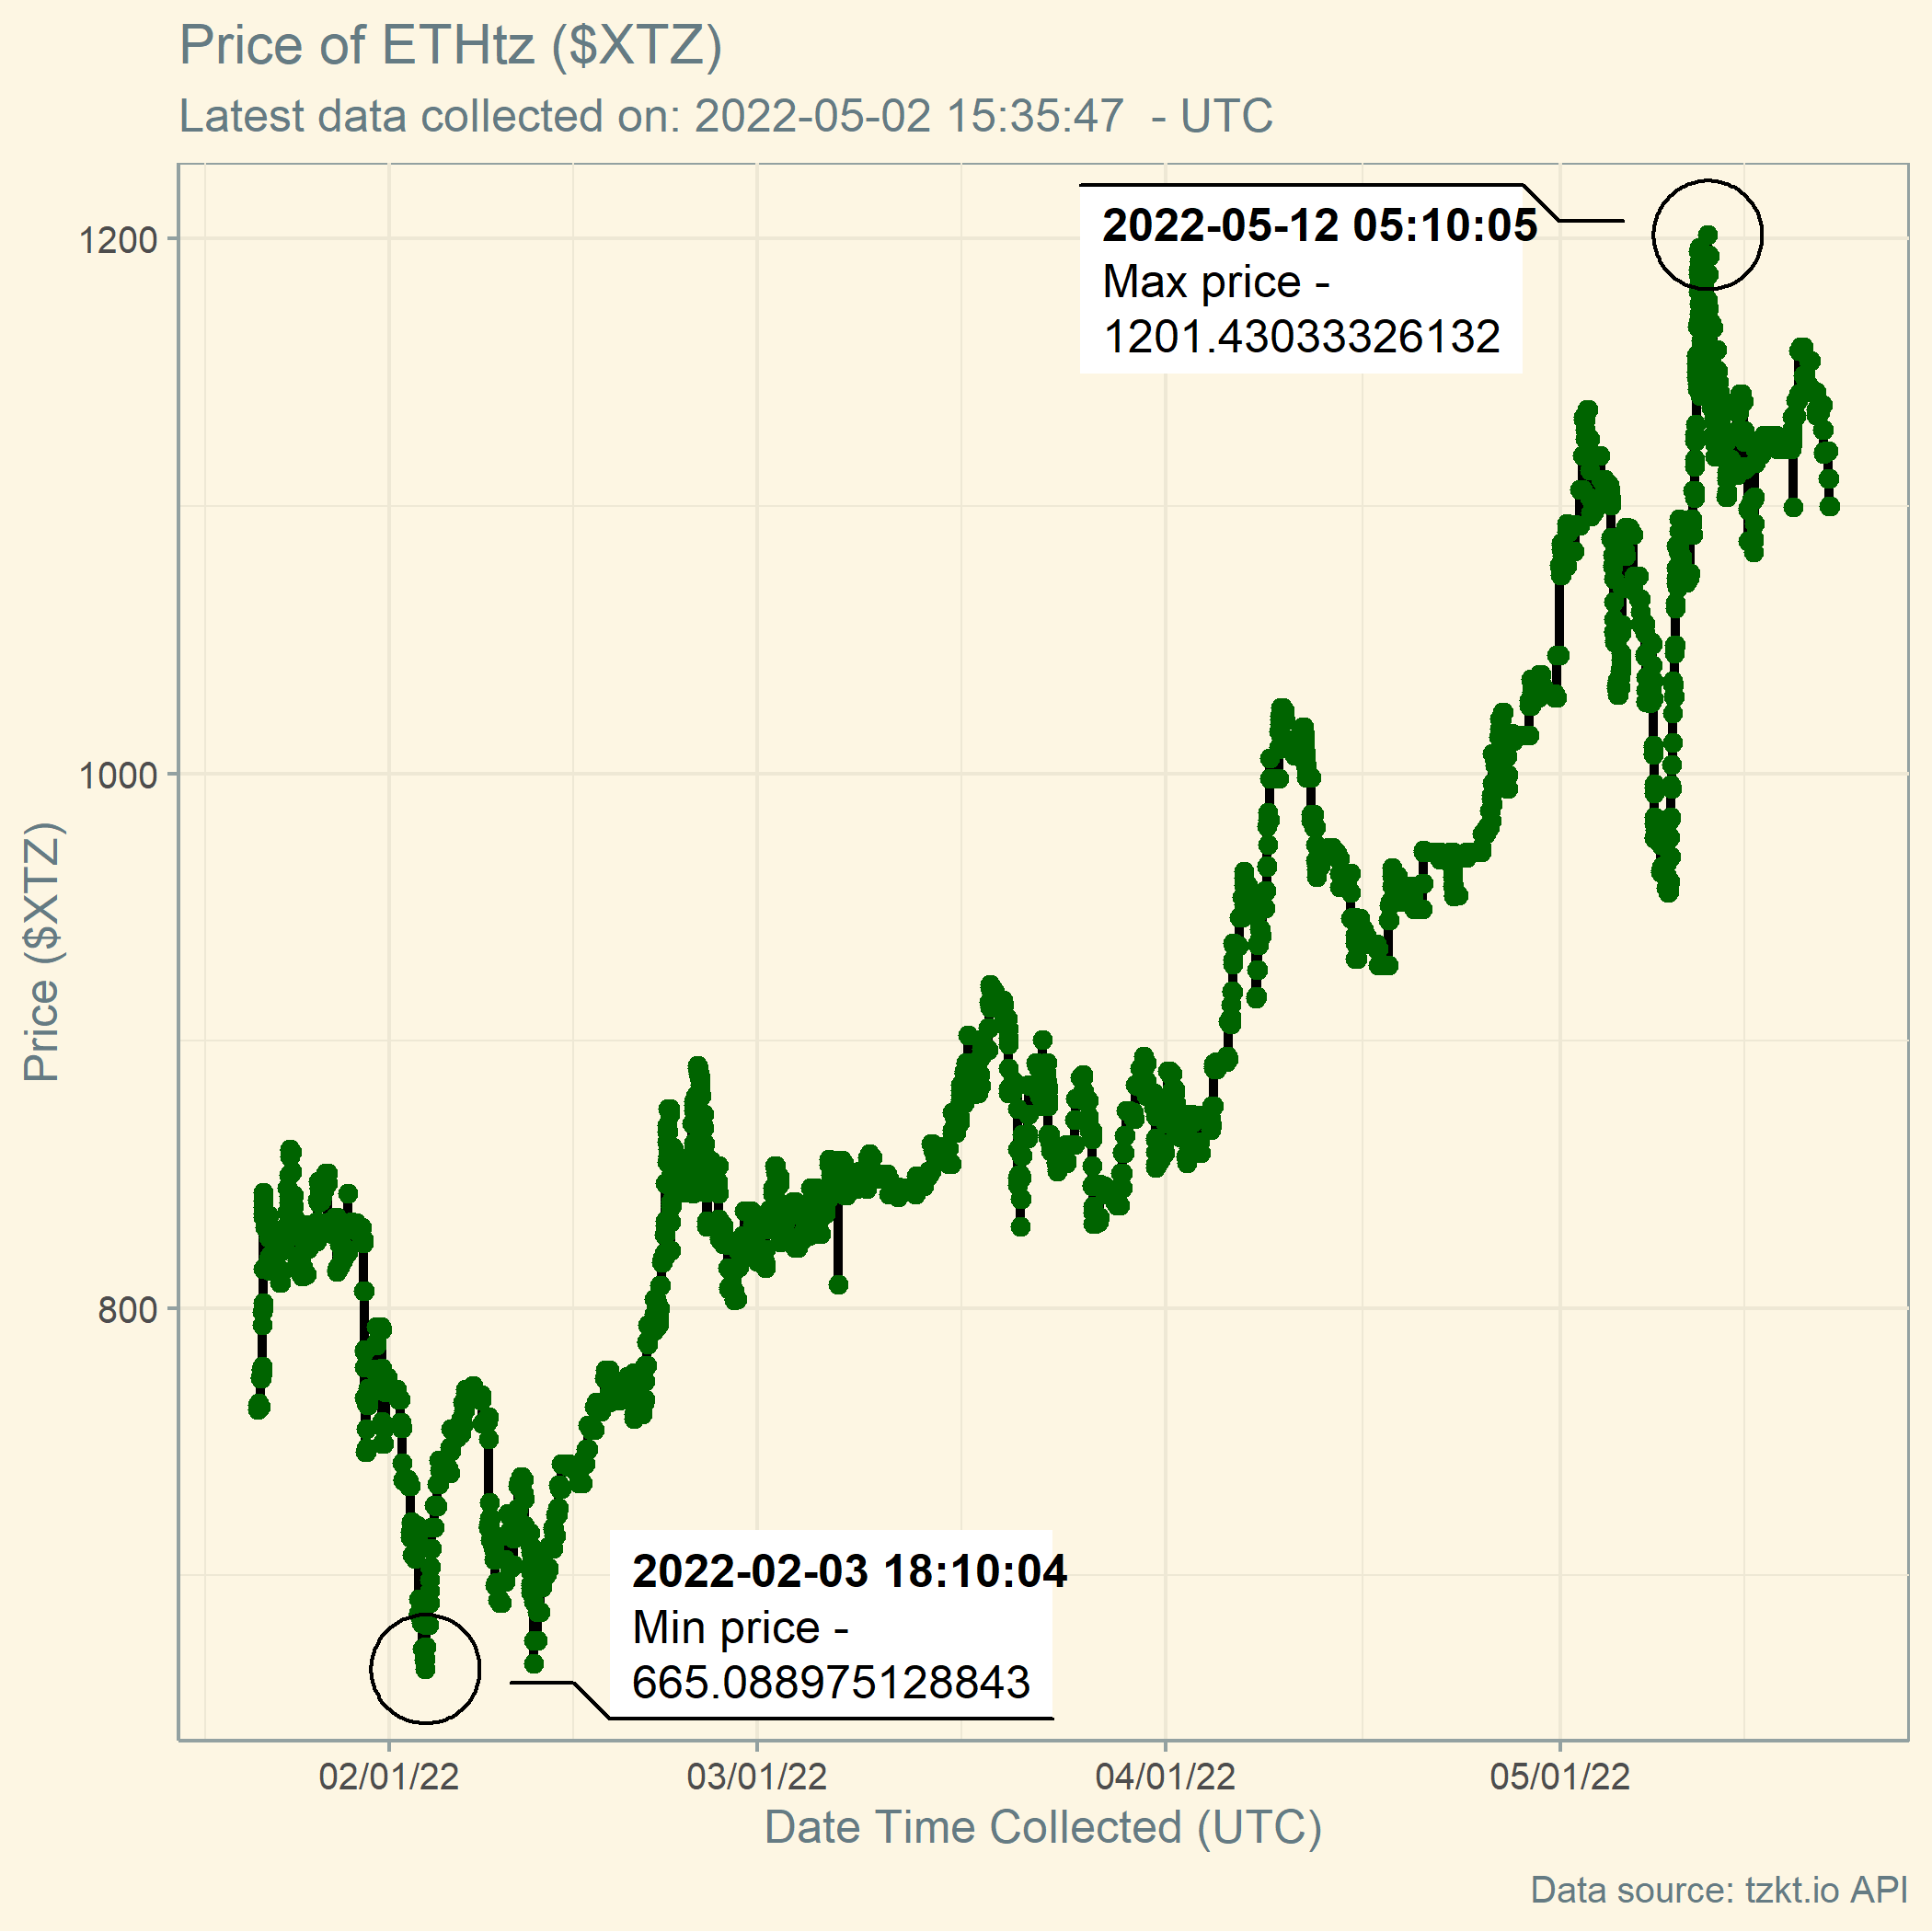 Price of ETHtz ($XTZ)
Latest data collected on: 2022-05-02 15:35:47  - UTC
2022-05-12 05:10:05
Max price -
1201.43033326132
1200
1000
800
Price ($XTZ)
2022-02-03 18:10:04
Min price -
665.088975128843
02/01/22
03/01/22
04/01/22
05/01/22
Date Time Collected (UTC)
Data source: tzkt.io API